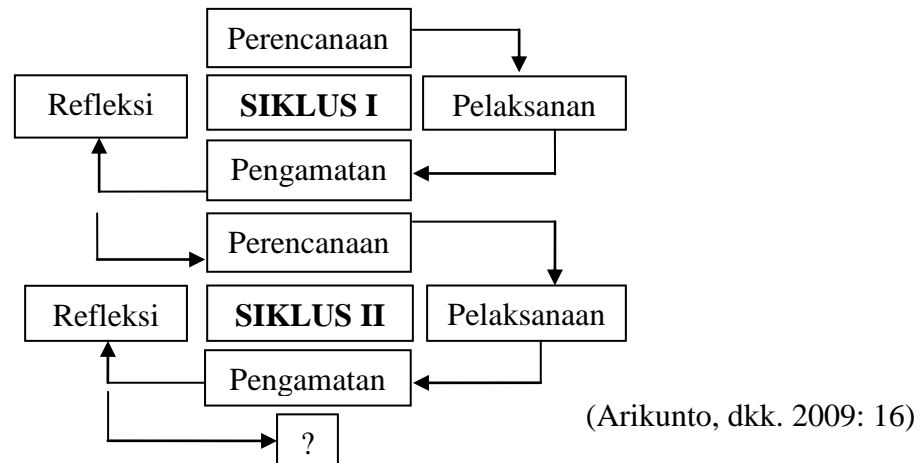 Perencanaan
Refleksi
SIKLUS I
Pelaksanan
Pengamatan
Perencanaan
Refleksi
SIKLUS II
Pelaksanaan
Pengamatan
?
(Arikunto, dkk. 2009: 16)